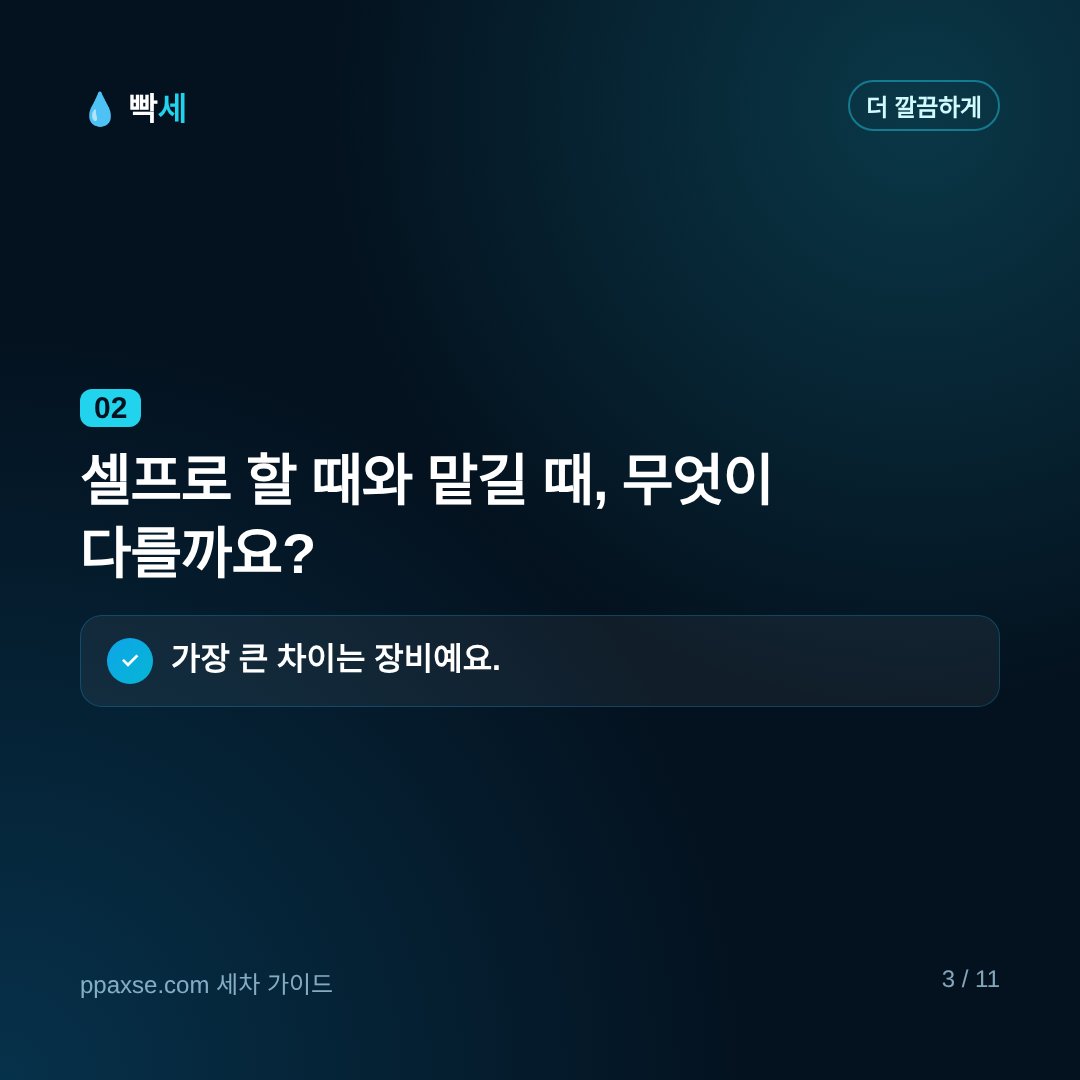 빡세
더 깔끔하게
02
셀프로 할 때와 맡길 때, 무엇이
다를까요?
가장 큰 차이는 장비예요.
ppaxse.com 세차 가이드
3 / 11